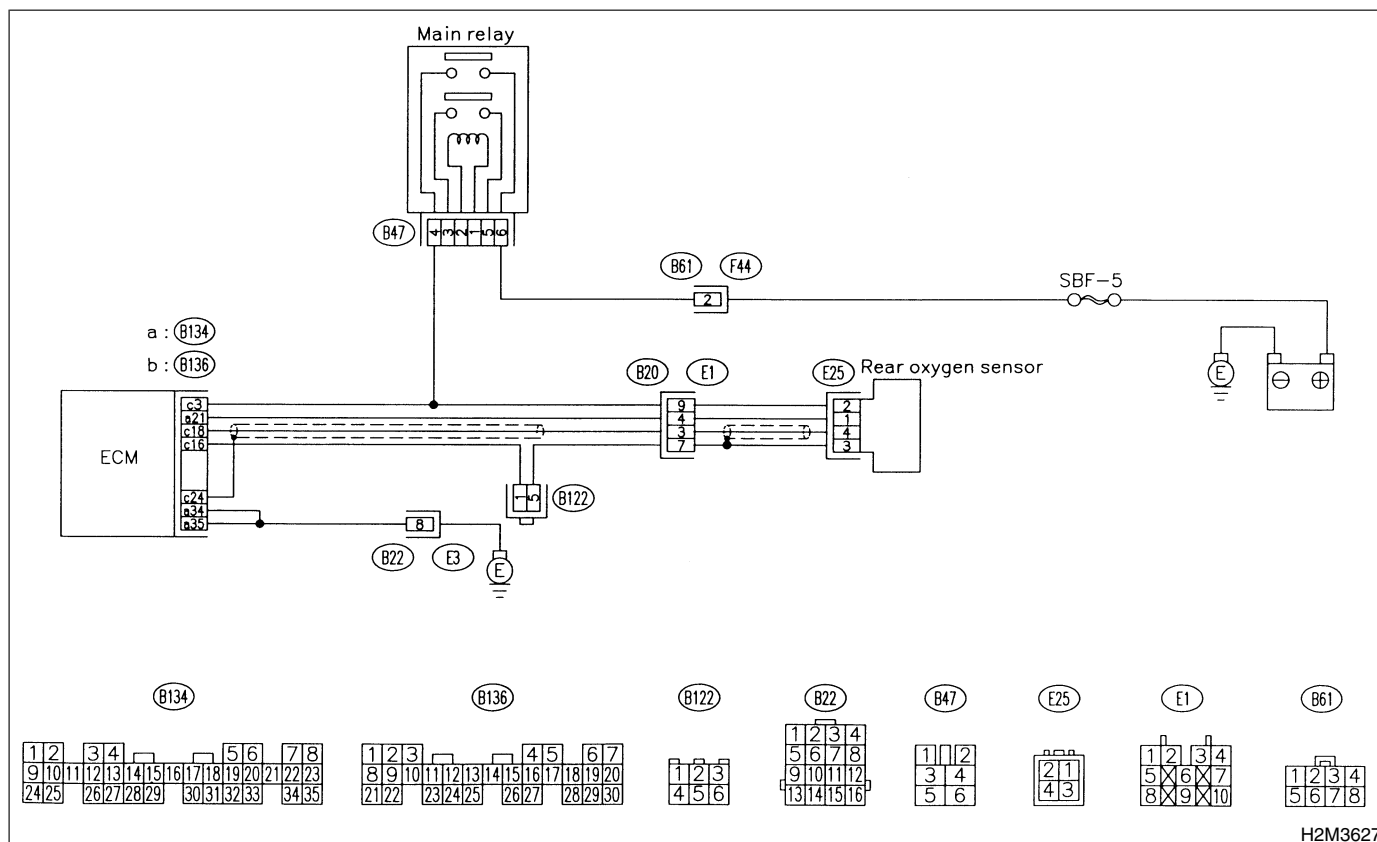 Main relay
B47
4 3 2 1 5 6
B61 F44
2
SBF-5
a : B134
b : B136
B20 E1
E25 Rear oxygen sensor
E
ECM
c3
a21
c18
c16
c24
a34
a35
9
4
3
7
2
1
4
3
1 5
B122
8
B22 E3
E
B134 B136 B122 B22 B47 E25 E1 B61
1 2 3 4 5 6 7 8
9 10 11 12 13 14 15 16 17 18 19 20 21 22 23
24 25 26 27 28 29 30 31 32 33 34 35
1 2 3 4 5 6 7
8 9 10 11 12 13 14 15 16 17 18 19 20
21 22 23 24 25 26 27 28 29 30
1 2 3
4 5 6
1 2 3 4
5 6 7 8
9 10 11 12
13 14 15 16
1 2
3 4
5 6
2 1
4 3
1 2 3 4
5 6 7
8 9 10
1 2 3 4
5 6 7 8
H2M3627